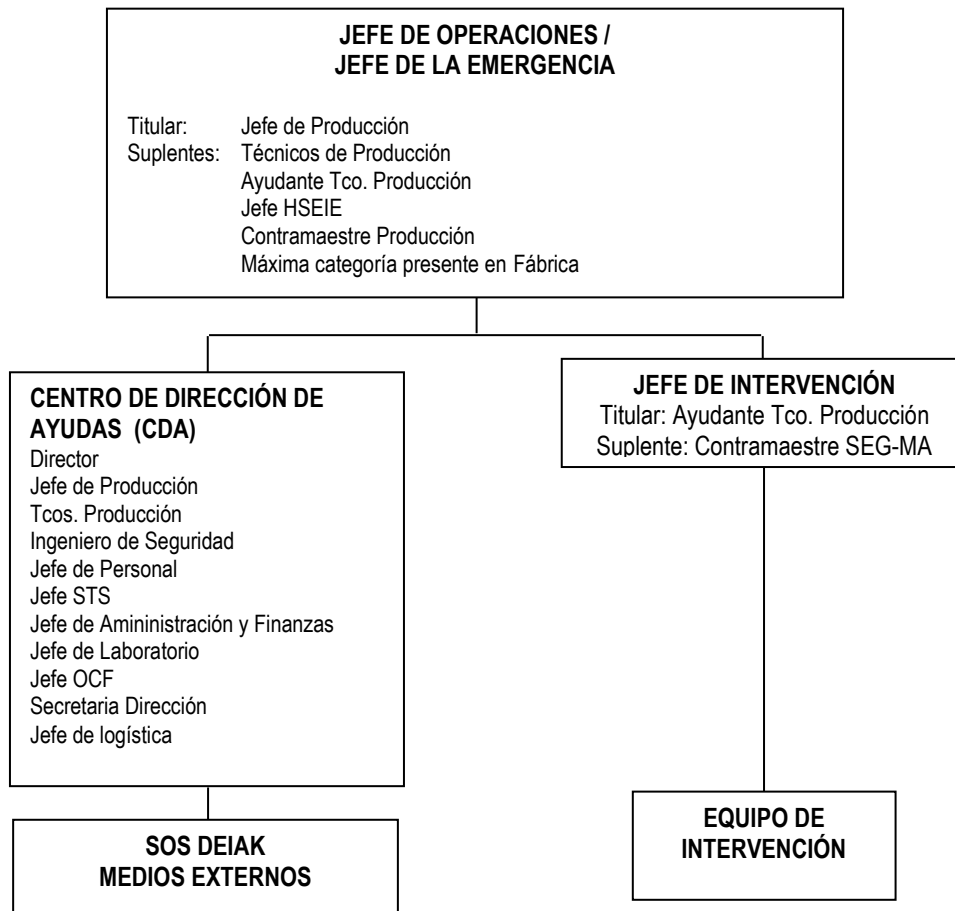 JEFE DE OPERACIONES /
JEFE DE LA EMERGENCIA
Titular: Jefe de Producción
Suplentes: Técnicos de Producción
Ayudante Tco. Producción
Jefe HSEIE
Contramaestre Producción
Máxima categoría presente en Fábrica
CENTRO DE DIRECCIÓN DE
AYUDAS (CDA)
Director
Jefe de Producción
Tcos. Producción
Ingeniero de Seguridad
Jefe de Personal
Jefe STS
Jefe de Amininistración y Finanzas
Jefe de Laboratorio
Jefe OCF
Secretaria Dirección
Jefe de logística
JEFE DE INTERVENCIÓN
Titular: Ayudante Tco. Producción
Suplente: Contramaestre SEG-MA
SOS DEIAK
MEDIOS EXTERNOS
EQUIPO DE
INTERVENCIÓN